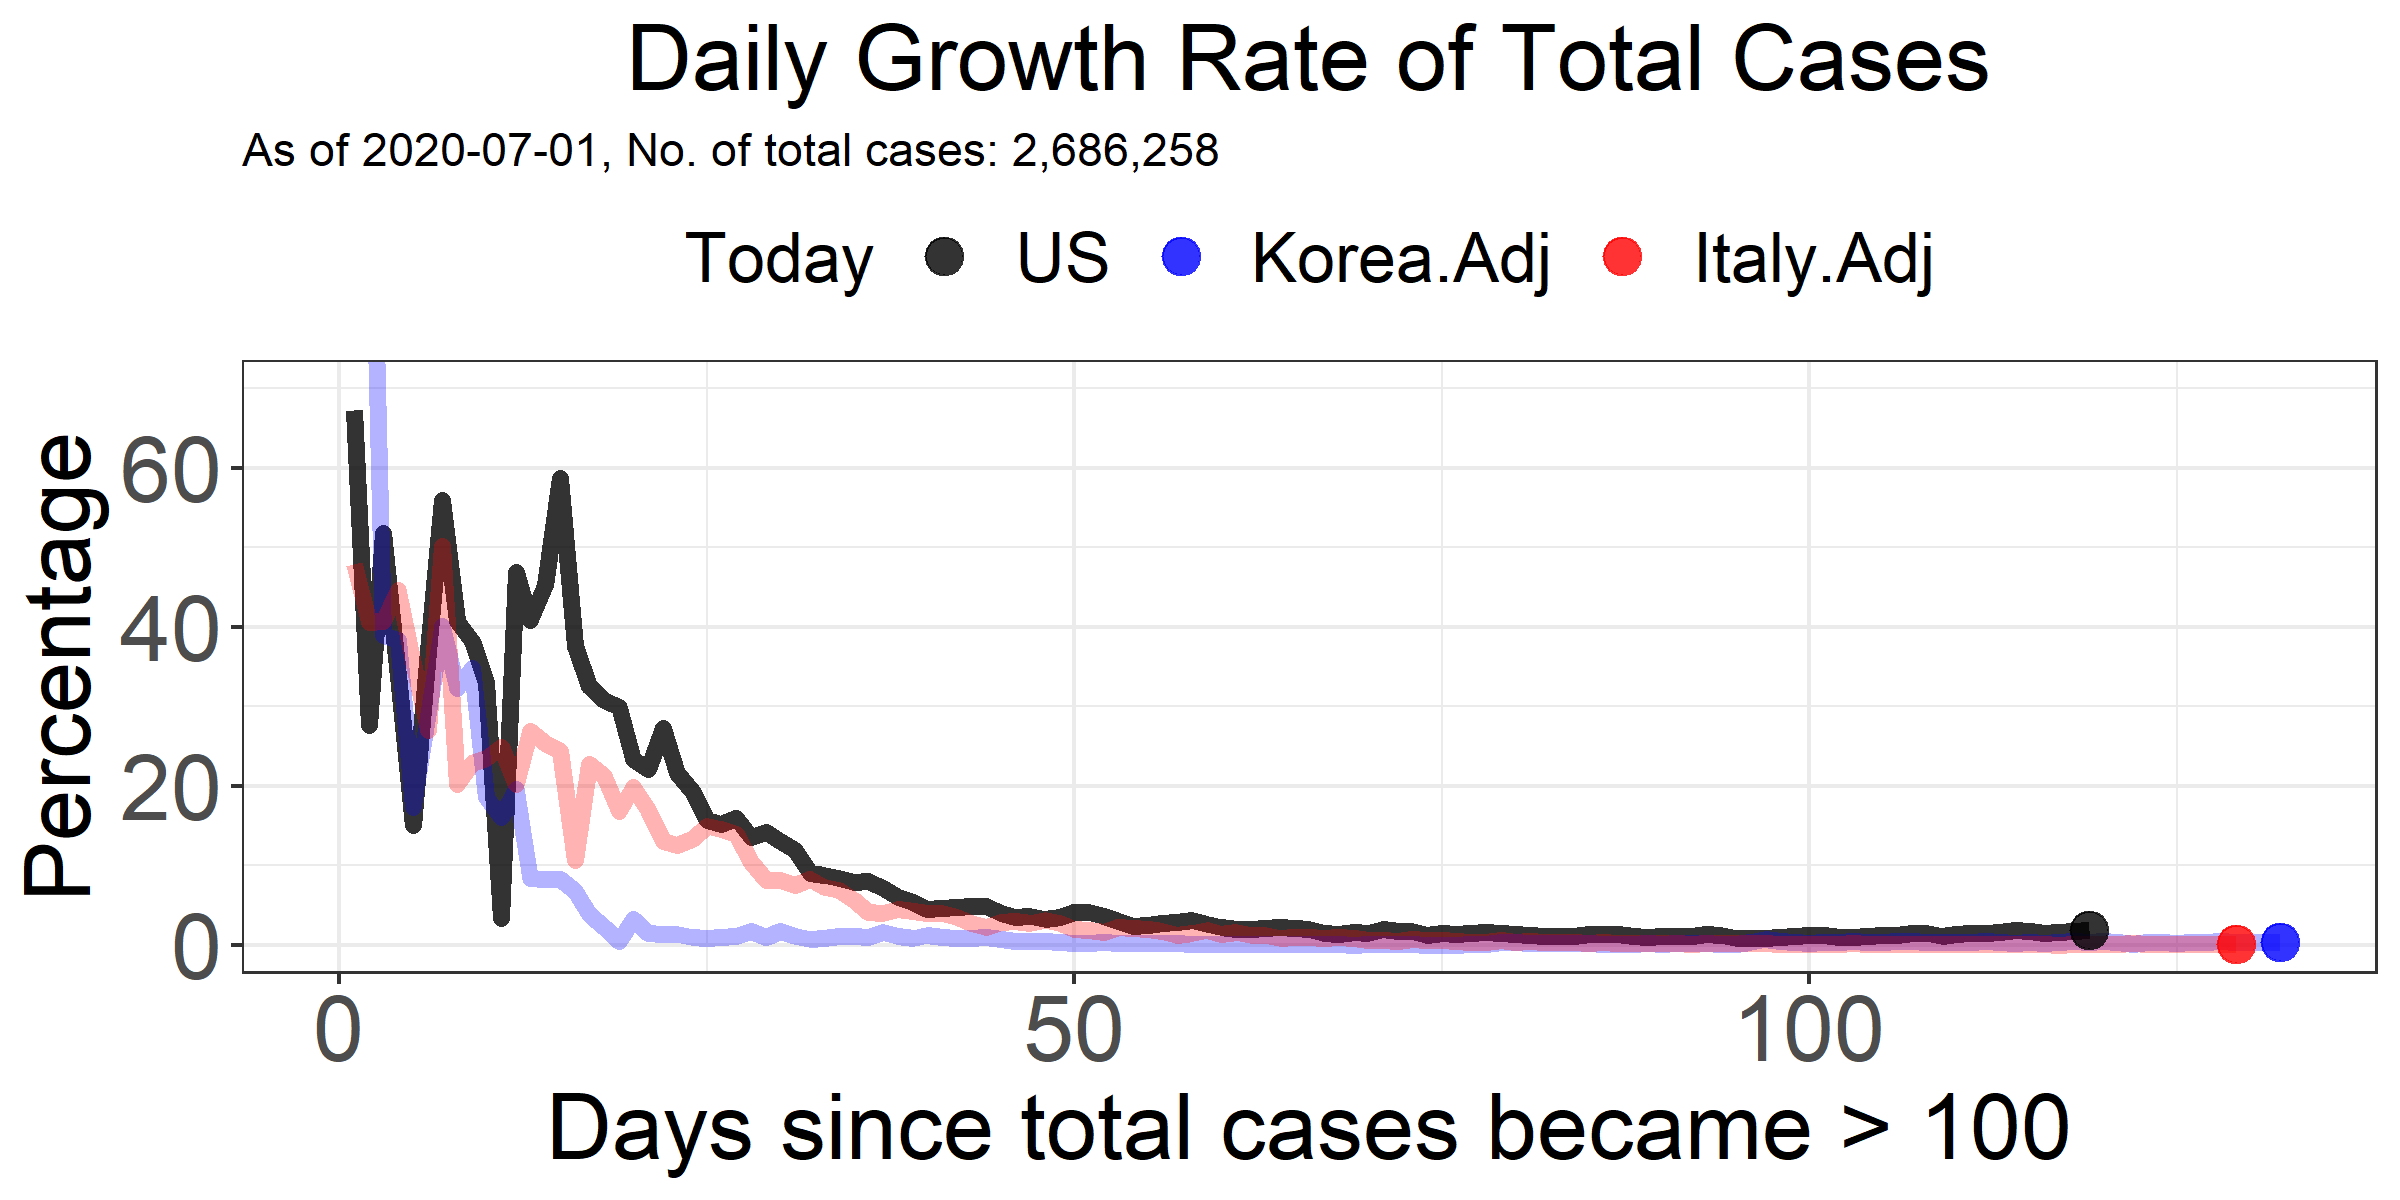 Daily Growth Rate of Total Cases
As of 2020-07-01, No. of total cases: 2,686,258
Today US Korea.Adj Italy.Adj
Percentage
60
40
20
0
0 50 100
Days since total cases became > 100